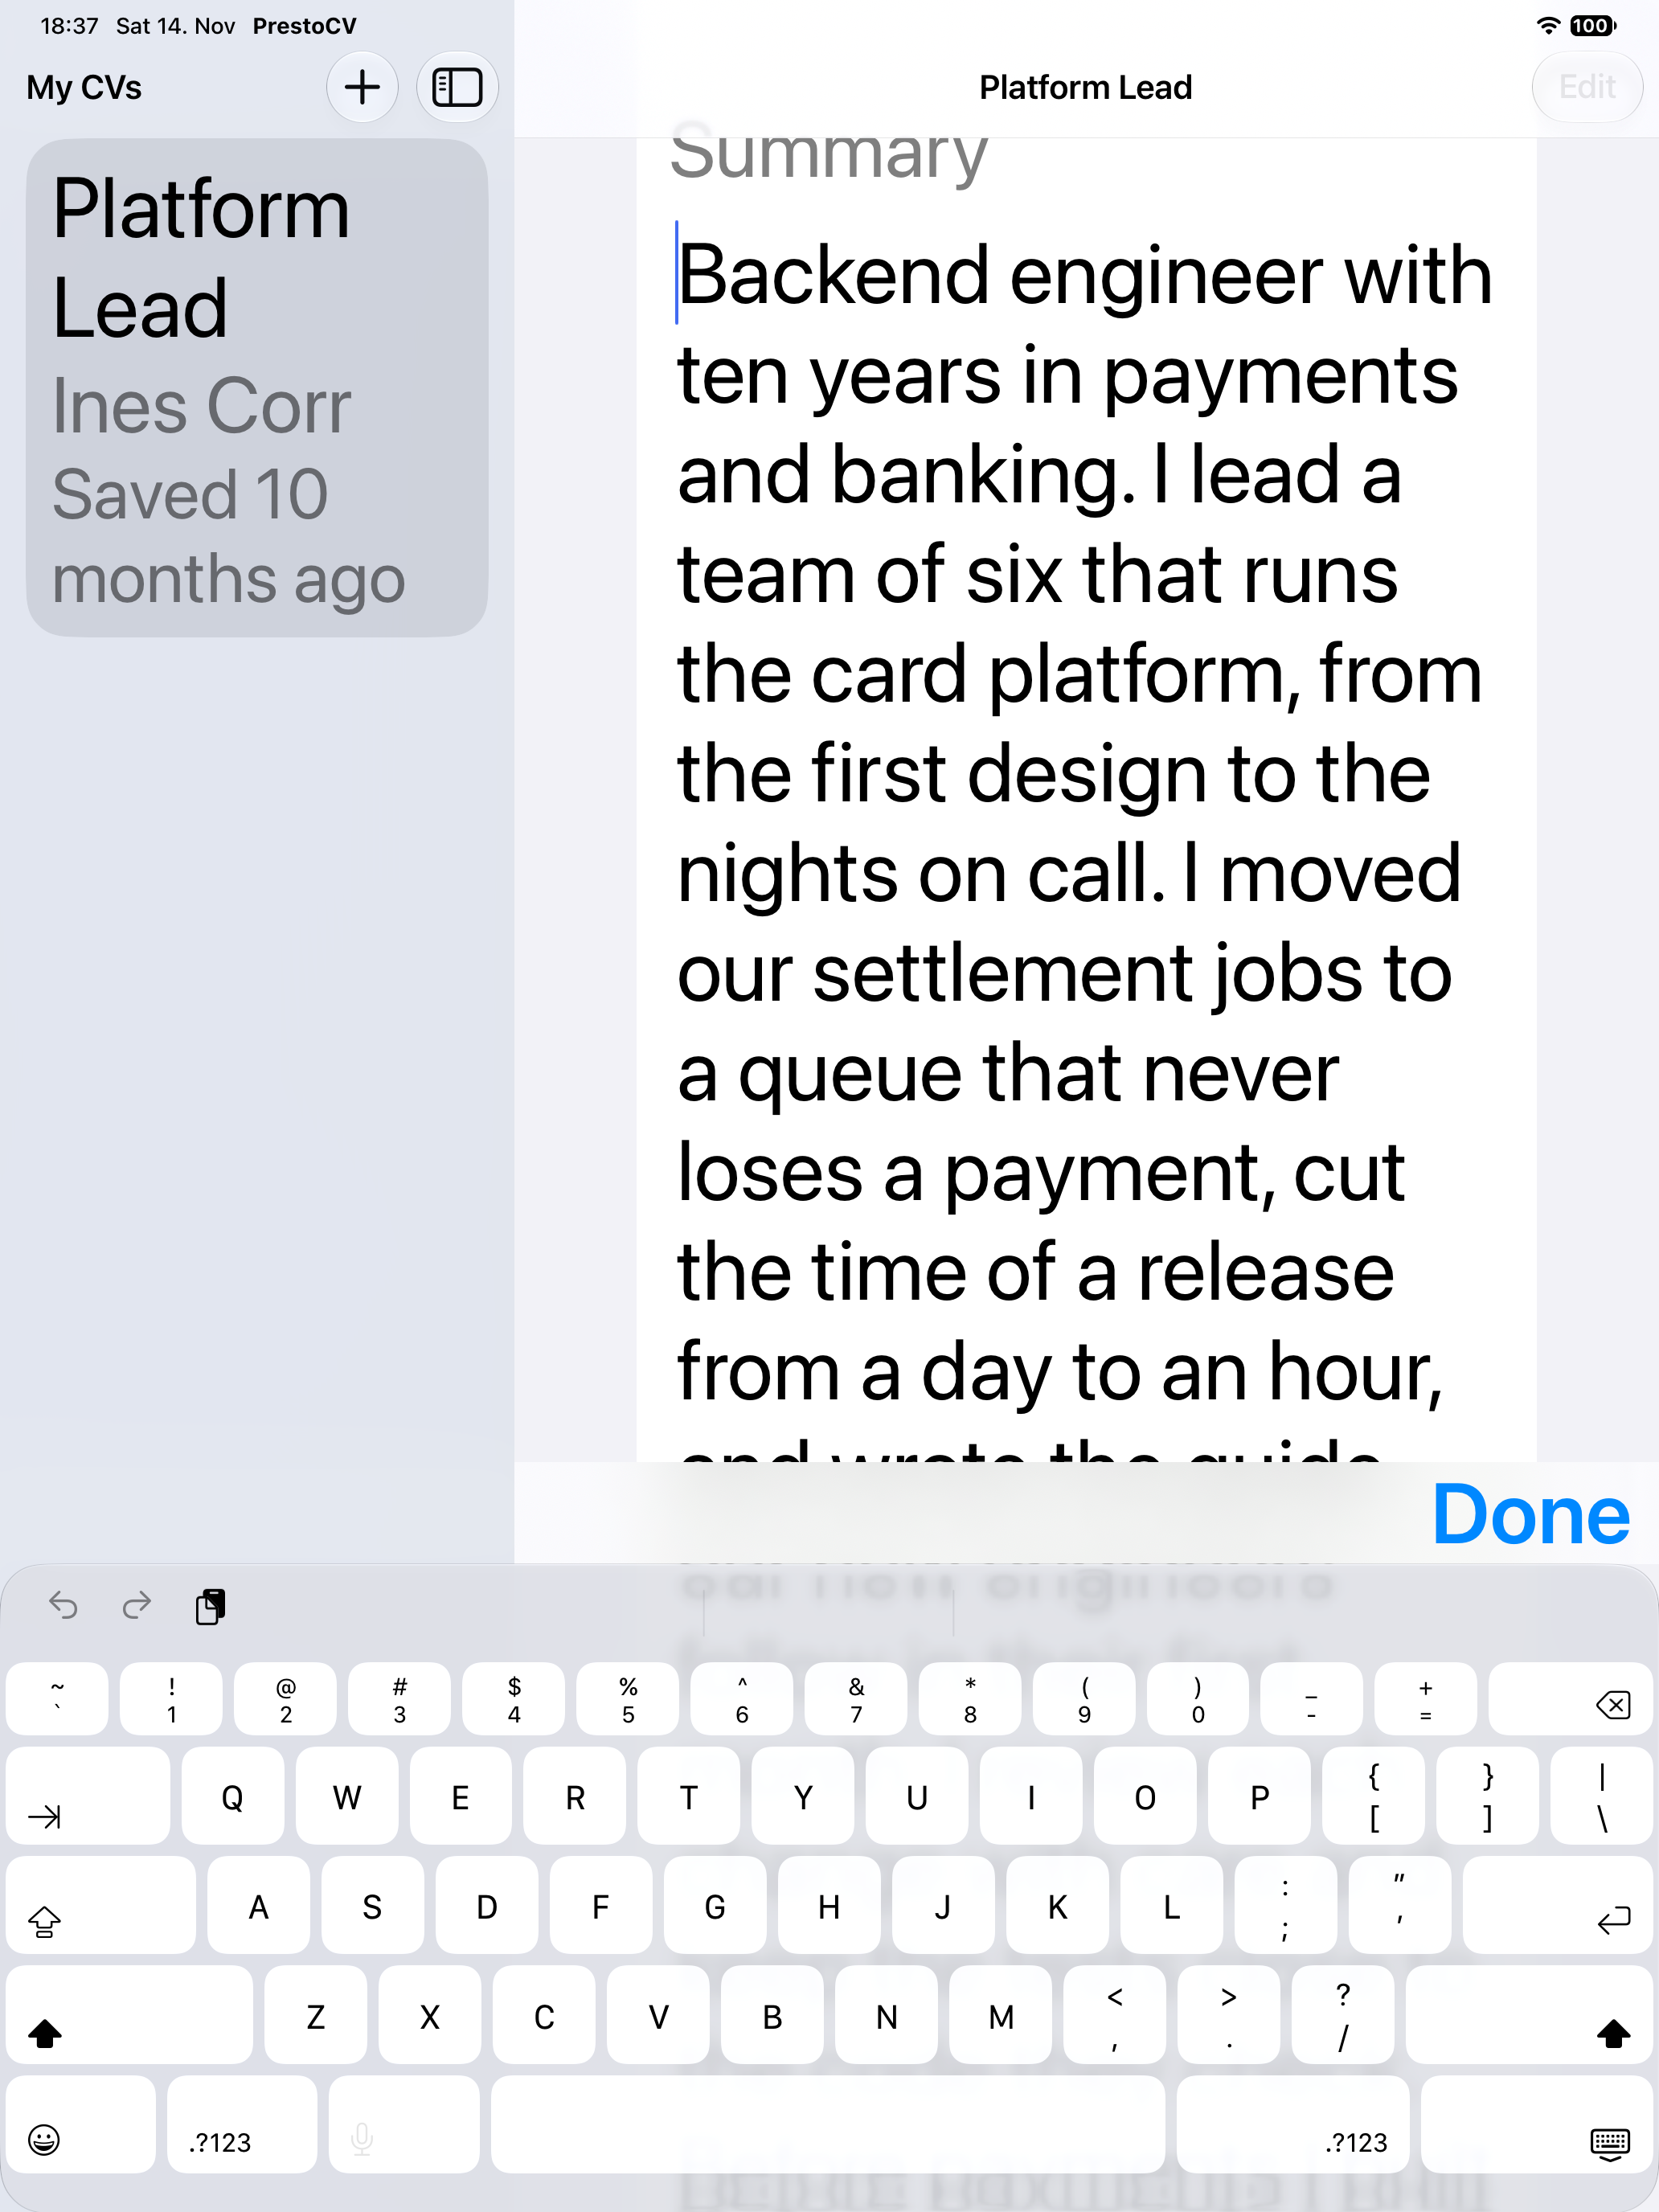 18:37 Sat 14. Nov PrestoCV
100
My CVs
Platform Lead
Edit
Platform
Lead
Ines Corr
Saved 10
months ago
Summary
Backend engineer with
ten years in payments
and banking. I lead a
team of six that runs
the card platform, from
the first design to the
nights on call. I moved
our settlement jobs to
a queue that never
loses a payment, cut
the time of a release
from a day to an hour,
and wrote the guide
Done
~ ! @ # $ % ^ & * ( ) _ +
` 1 2 3 4 5 6 7 8 9 0 - =
Q W E R T Y U I O P { } |
[ ] \
A S D F G H J K L : "
; '
Z X C V B N M < > ?
, . /
.?123 .?123